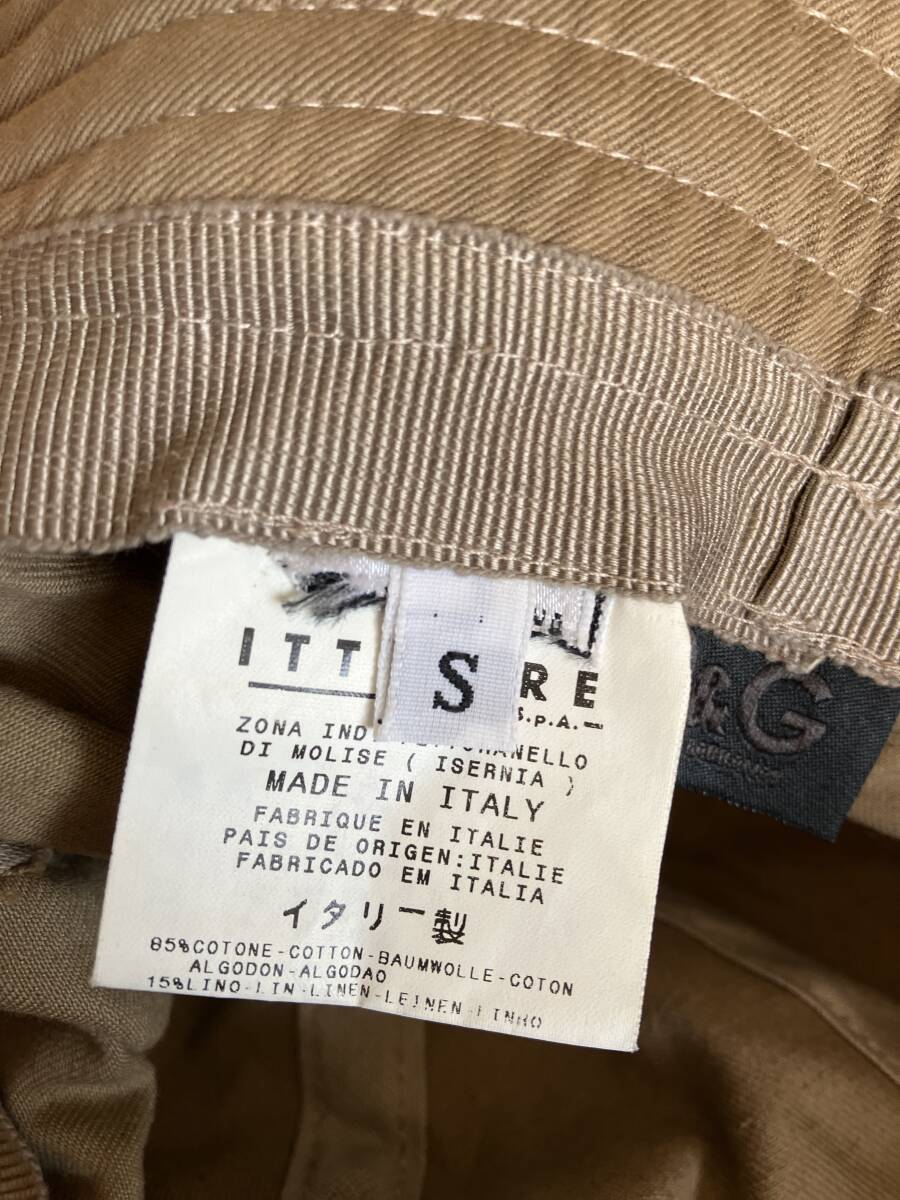 S
ITT RE
S.p.A.
ZONA IND
DI MOLISE ( ISERNIA )
MADE IN ITALY
FABRIQUE EN ITALIE
PAIS DE ORIGEN:ITALIE
FABRICADO EM ITALIA
イタリー製
85%COTONE-COTTON-BAUMWOLLE-COTON
ALGODON-ALGODAO
15%LINO-LIN-LINEN-LEINEN-LINHO
&G